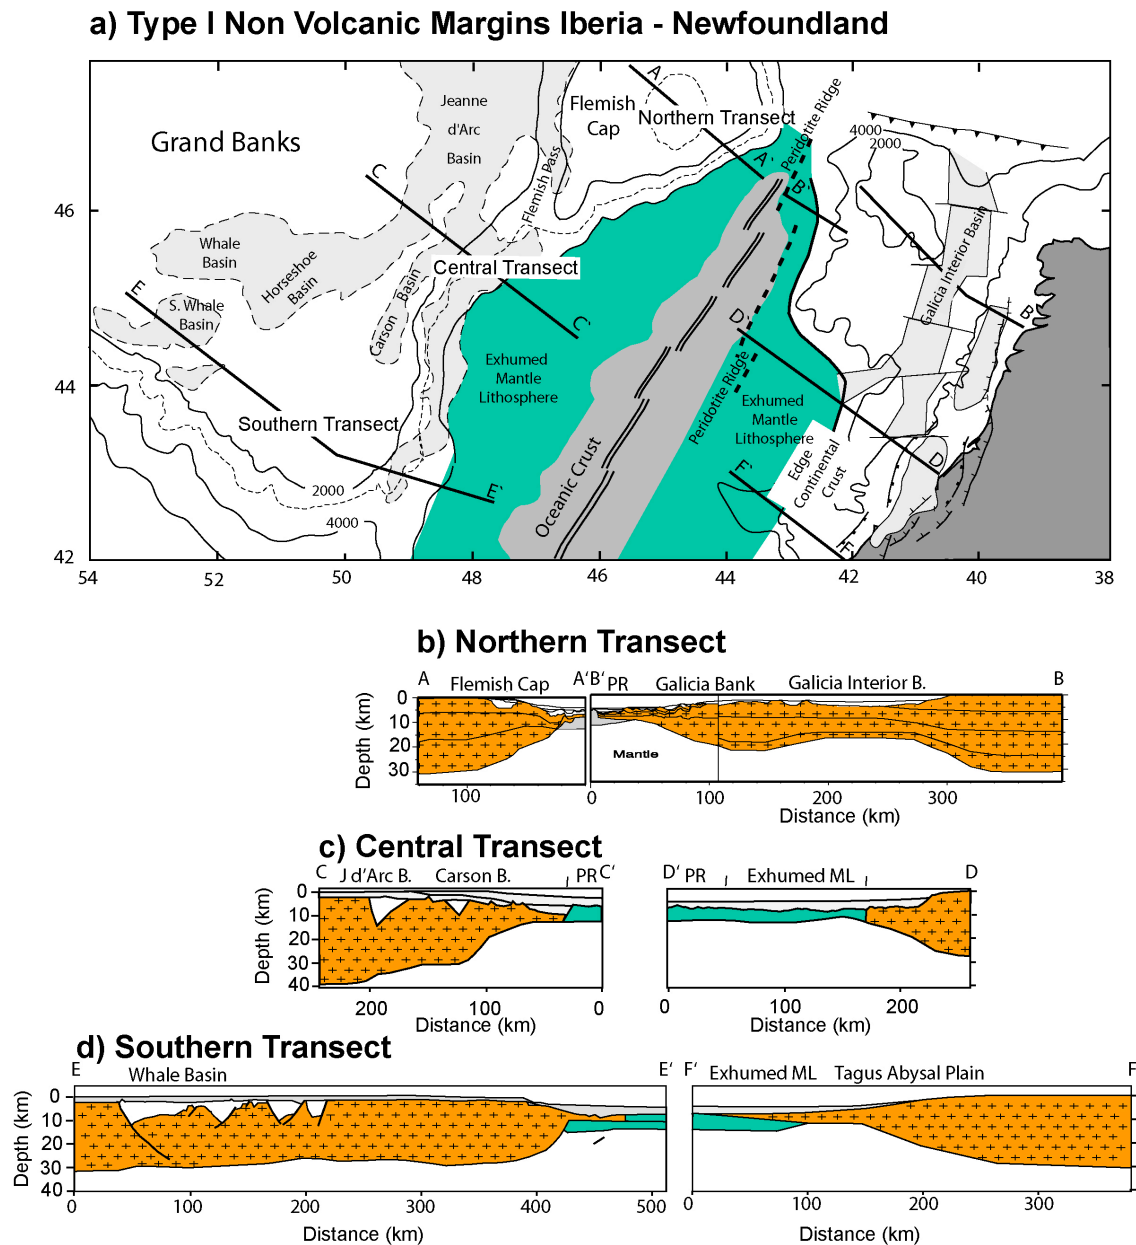 a) Type I Non Volcanic Margins Iberia - Newfoundland
Grand Banks
Jeanne
d'Arc
Basin
Flemish
Cap
Northern Transect
A
A'
Peridotite Ridge
B'
4000
2000
Flemish Pass
C
Central Transect
C'
Whale
Basin
Horseshoe
Basin
S. Whale
Basin
Carson Basin
E
Galicia Interior Basin
B
D'
Exhumed
Mantle
Lithosphere
Peridotite Ridge
Exhumed
Mantle
Lithosphere
Southern Transect
Edge
Continental
Crust
D
F'
E'
Oceanic Crust
2000
4000
F
46
44
42
54
52
50
48
46
44
42
40
38
b) Northern Transect
A
Flemish Cap
A'
B'
PR
Galicia Bank
Galicia Interior B.
B
Depth (km)
0
10
20
30
Mantle
100
0
100
200
300
Distance (km)
c) Central Transect
C
J d'Arc B.
Carson B.
PR
C'
D'
PR
Exhumed ML
D
Depth (km)
0
10
20
30
40
200
100
0
Distance (km)
0
100
200
Distance (km)
d) Southern Transect
E
Whale Basin
E'
F'
Exhumed ML
Tagus Abysal Plain
F
Depth (km)
0
10
20
30
40
0
100
200
300
400
500
Distance (km)
0
100
200
300
Distance (km)